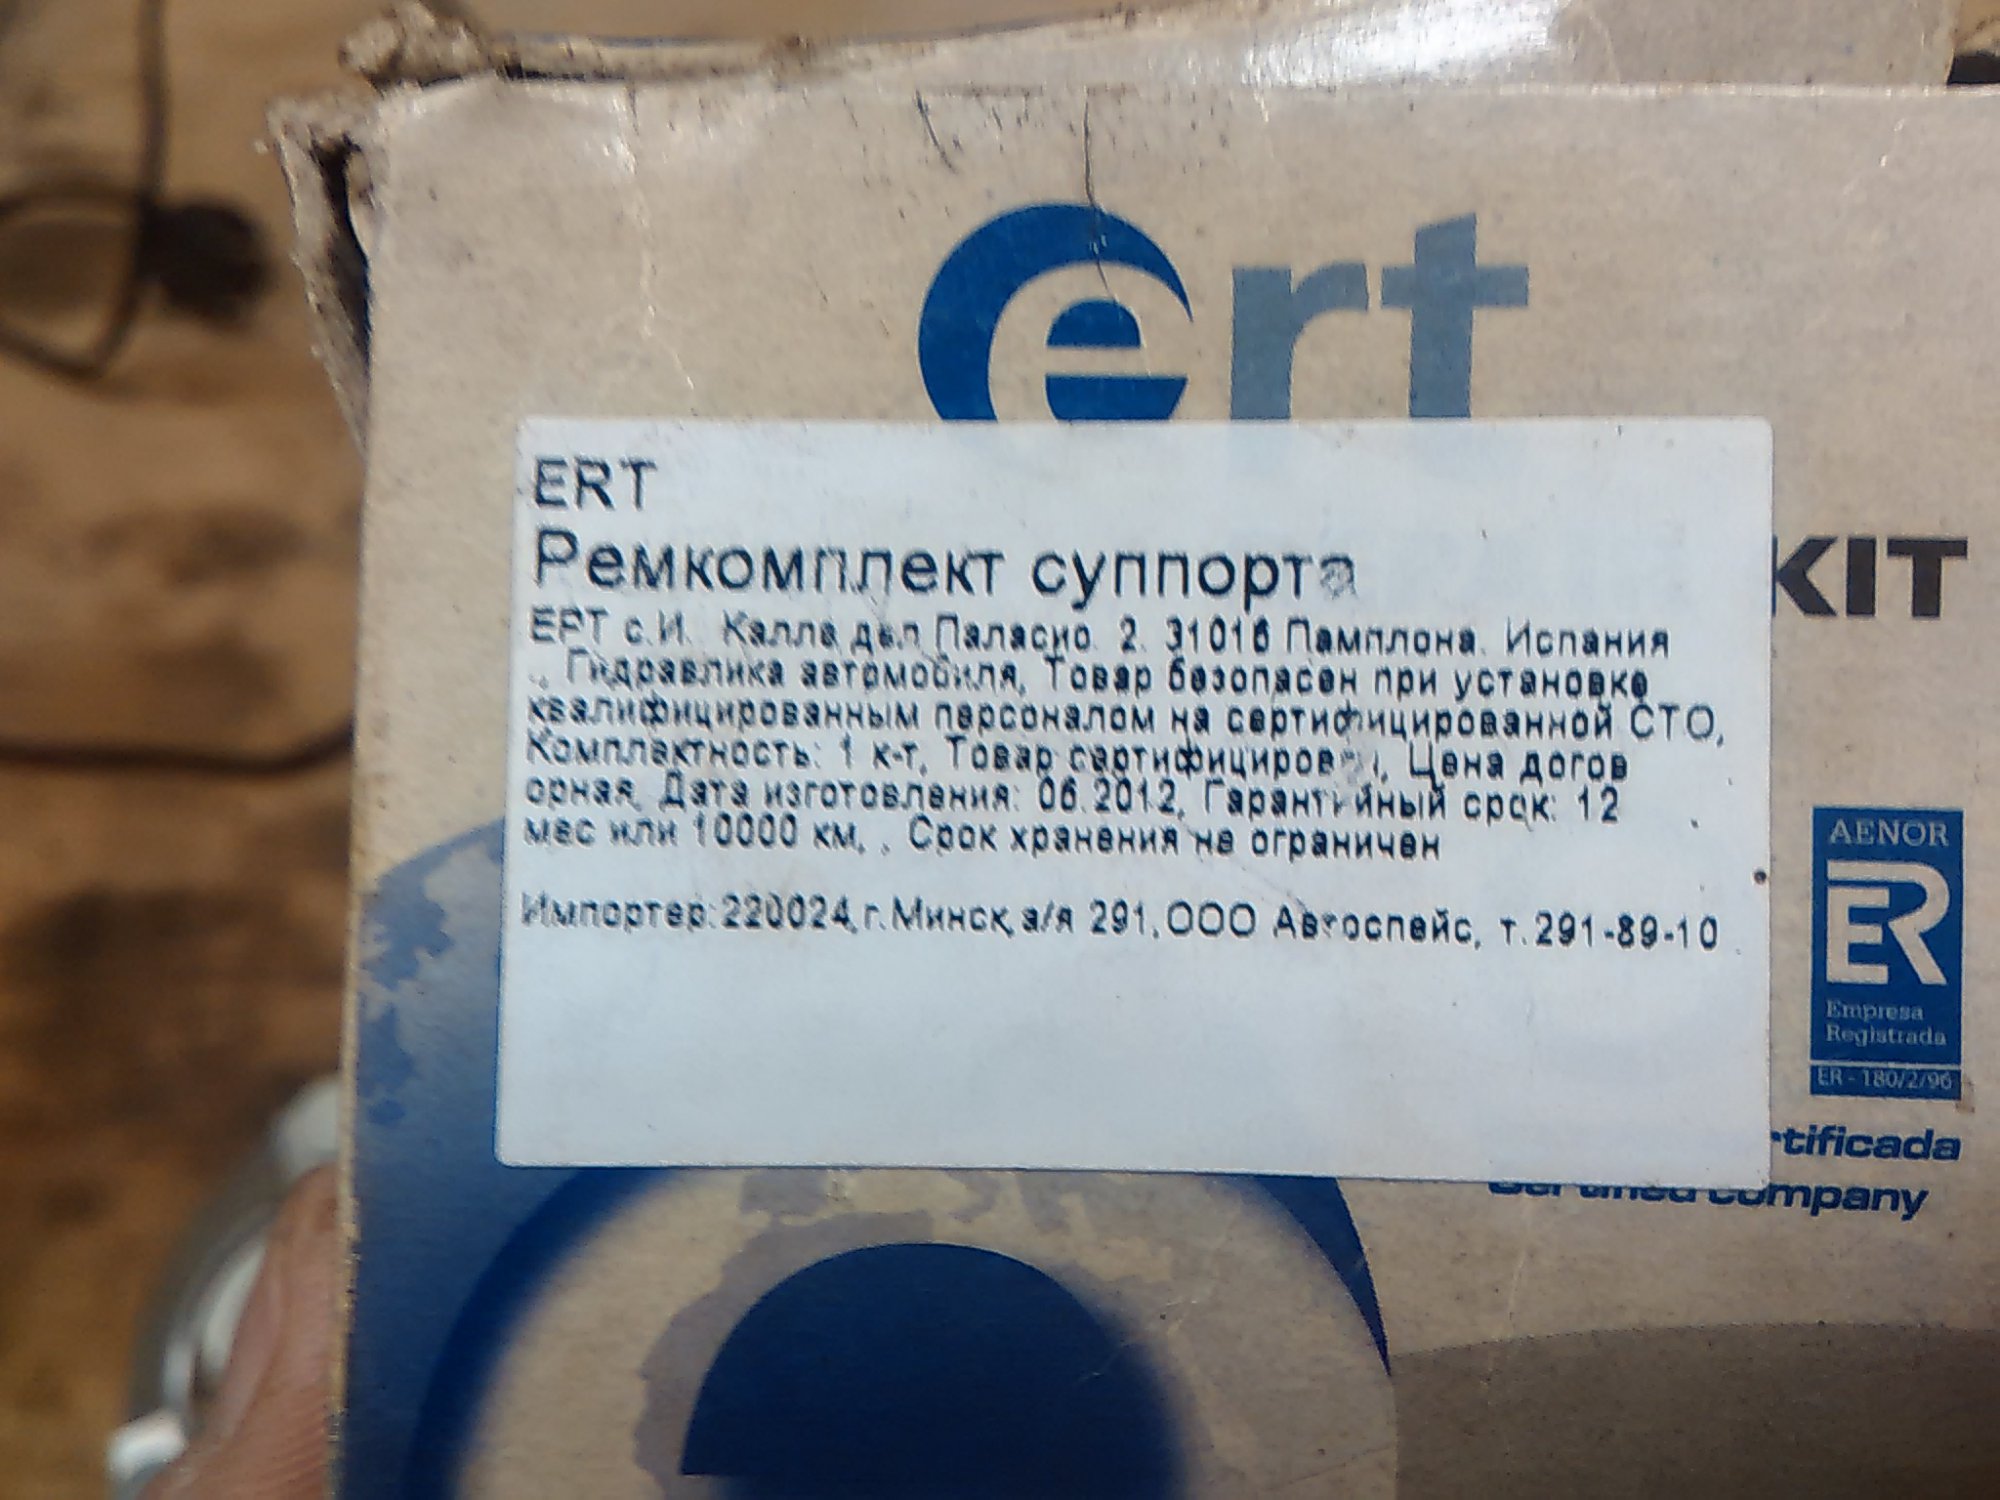 ert
ERT
Ремкомплект суппорта
KIT
ЕРТ с.И. Калле дел Паласио. 2. 31016 Памплона. Испания
., Гидравлика автомобиля, Товар безопасен при установке
квалифицированным персоналом на сертифицированной СТО,
Комплектность: 1 к-т, Товар сертифицирован, Цена догов
орная, Дата изготовления: 06.2012, Гарантийный срок: 12
мес или 10000 км, , Срок хранения не ограничен
Импортер:220024,г.Минск,а/я 291,ООО Автоспейс, т.291-89-10
AENOR
ER
Empresa
Registrada
ER - 180/2/96
rtificada
Certified company